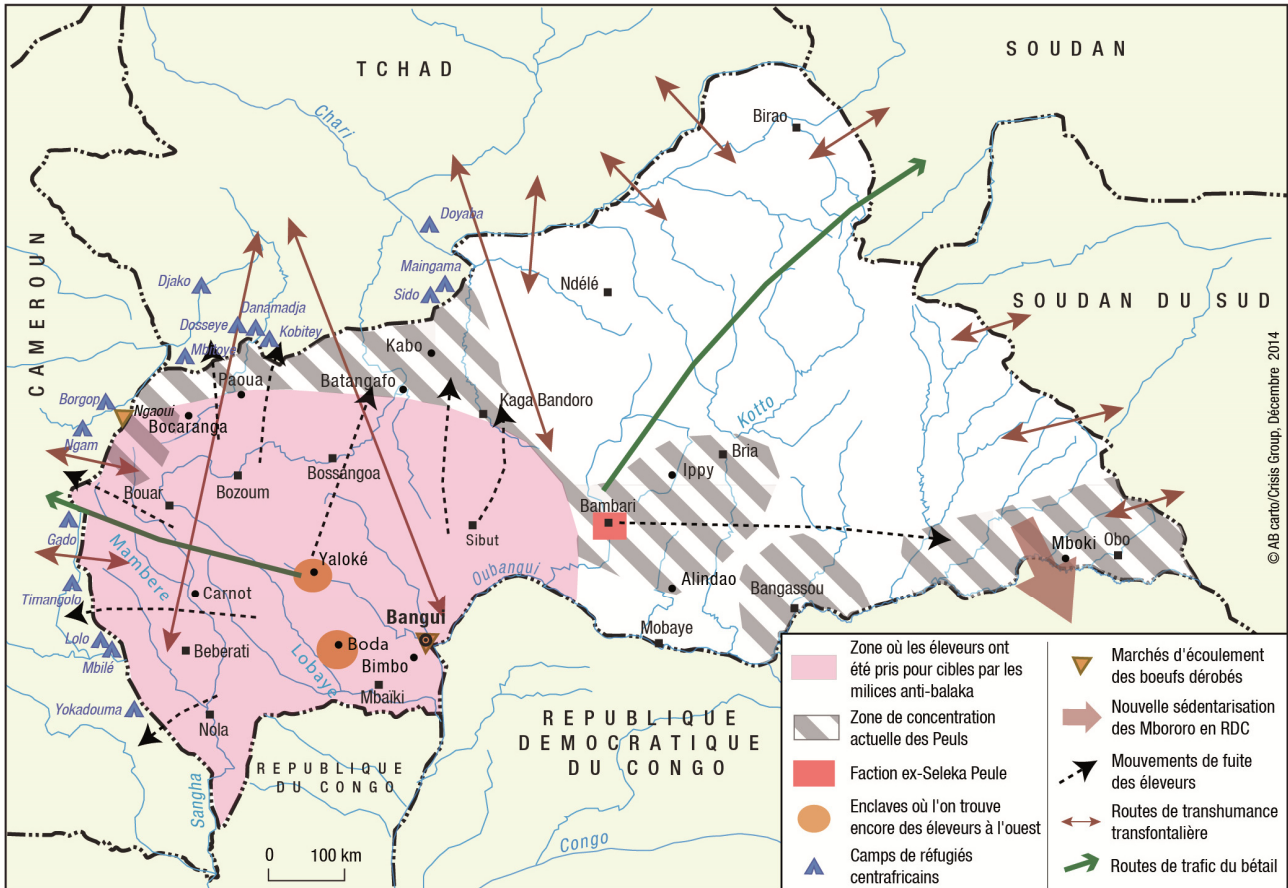 TCHAD
SOUDAN
SOUDAN DU SUD
CAMEROUN
Chari
Birao
Doyaba
Maingama
Sido
Djako
Danamadja
Dosseye
Kobitey
Mbitoye
Ndélé
Kabo
Paoua
Batangafo
Kaga Bandoro
Borgop
Ngaoui
Bocaranga
Ngam
Kotto
Bria
Ippy
Bossangoa
Bozoum
Bouar
Bambari
Sibut
Mboki
Obo
Gado
Mambere
Yaloké
Oubangui
Timangolo
Carnot
Alindao
Bangassou
Bangui
Lolo
Mbilé
Beberati
Boda
Bimbo
Mobaye
Lobaye
Mbaïki
Yokadouma
Nola
REPUBLIQUE
DEMOCRATIQUE
DU CONGO
REPUBLIQUE
DU CONGO
Sangha
Congo
0 100 km
Zone où les éleveurs ont
été pris pour cibles par les
milices anti-balaka
Zone de concentration
actuelle des Peuls
Faction ex-Seleka Peule
Enclaves où l'on trouve
encore des éleveurs à l'ouest
Camps de réfugiés
centrafricains
Marchés d'écoulement
des boeufs dérobés
Nouvelle sédentarisation
des Mbororo en RDC
Mouvements de fuite
des éleveurs
Routes de transhumance
transfontalière
Routes de trafic du bétail
© AB carto/Crisis Group, Décembre 2014